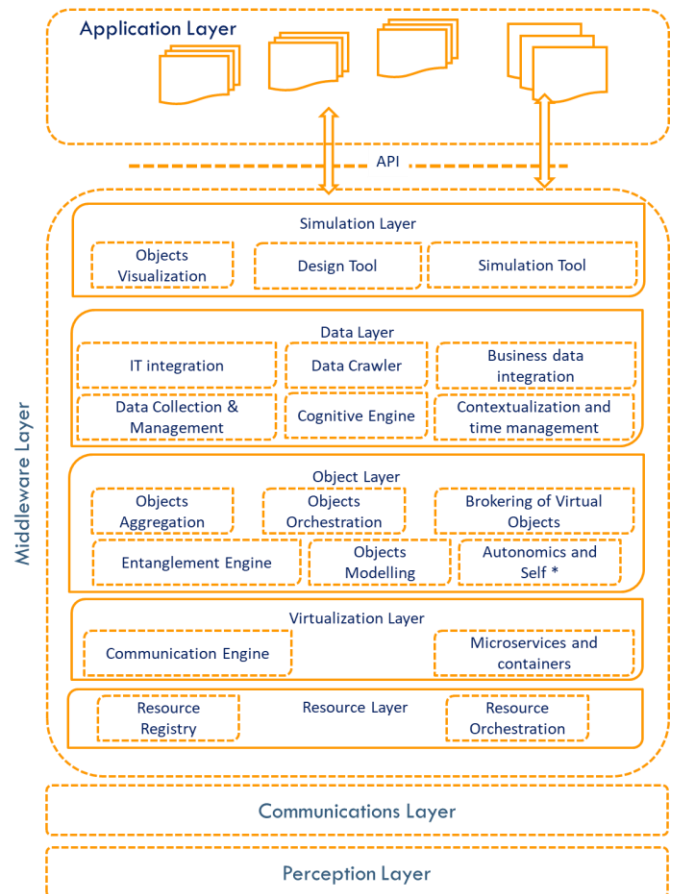 Application Layer
API
Middleware Layer
Simulation Layer
Objects
Visualization
Design Tool
Simulation Tool
Data Layer
IT integration
Data Crawler
Business data
integration
Data Collection &
Management
Cognitive Engine
Contextualization and
time management
Object Layer
Objects
Aggregation
Objects
Orchestration
Brokering of Virtual
Objects
Entanglement Engine
Objects
Modelling
Autonomics and
Self *
Virtualization Layer
Communication Engine
Microservices and
containers
Resource
Registry
Resource Layer
Resource
Orchestration
Communications Layer
Perception Layer